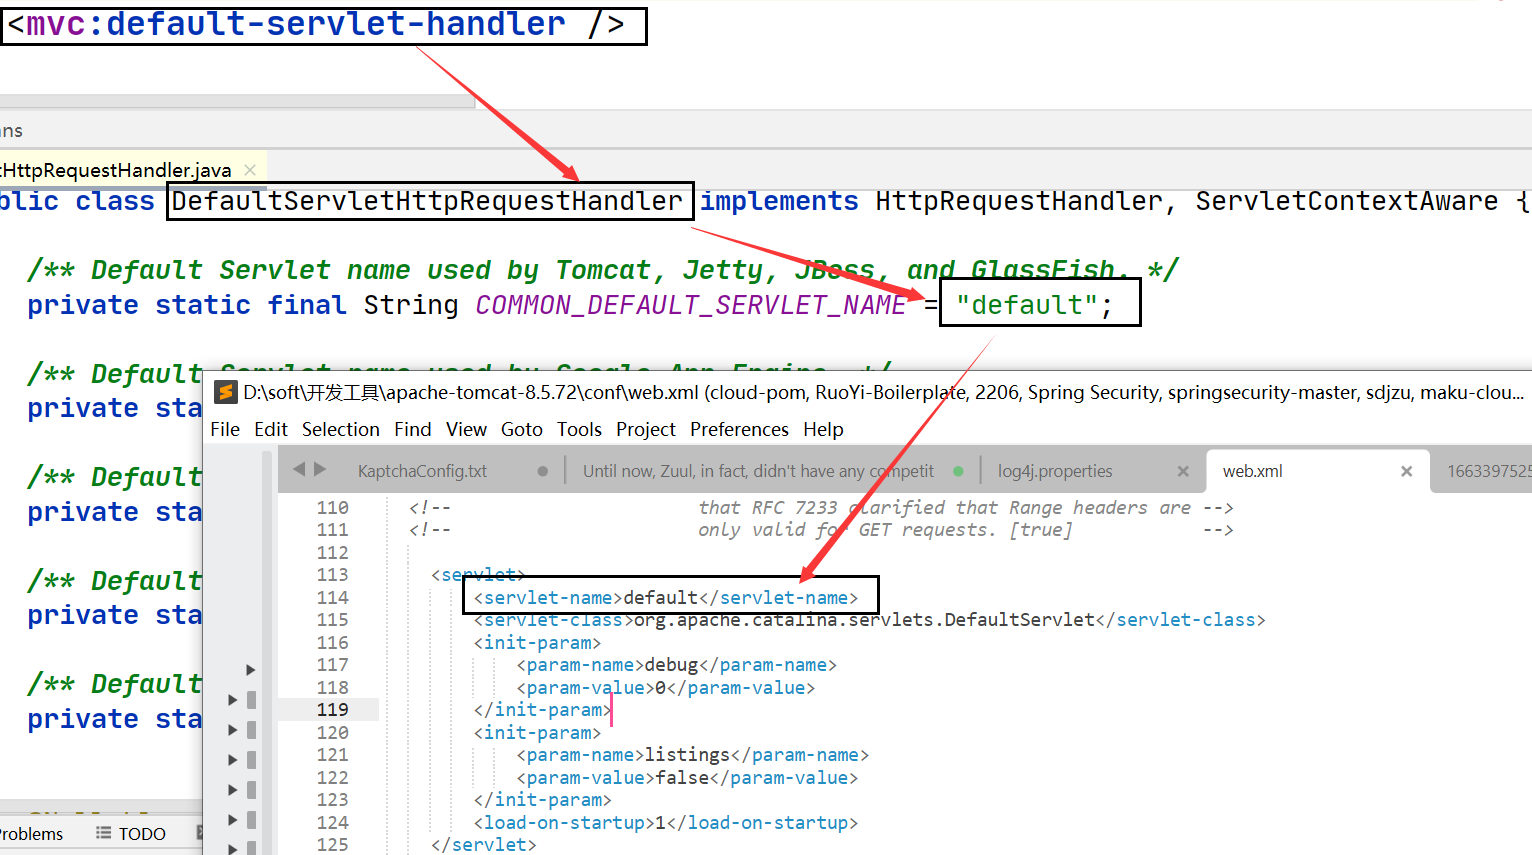 <mvc:default-servlet-handler />
ns
HttpRequestHandler.java
blic class DefaultServletHttpRequestHandler implements HttpRequestHandler, ServletContextAware {
/** Default Servlet name used by Tomcat, Jetty, JBoss, and GlassFish. */
private static final String COMMON_DEFAULT_SERVLET_NAME = "default";
/** Default Servlet name used by Google App Engine. */
private sta
/** Default
private sta
/** Default
private sta
/** Default
private sta
Problems TODO
D:\soft\开发工具\apache-tomcat-8.5.72\conf\web.xml (cloud-pom, RuoYi-Boilerplate, 2206, Spring Security, springsecurity-master, sdjzu, maku-clou...
File Edit Selection Find View Goto Tools Project Preferences Help
KaptchaConfig.txt Until now, Zuul, in fact, didn't have any competit log4j.properties web.xml 1663397525
110 <!-- that RFC 7233 clarified that Range headers are -->
111 <!-- only valid for GET requests. [true] -->
112
113 <servlet>
114 <servlet-name>default</servlet-name>
115 <servlet-class>org.apache.catalina.servlets.DefaultServlet</servlet-class>
116 <init-param>
117 <param-name>debug</param-name>
118 <param-value>0</param-value>
119 </init-param>
120 <init-param>
121 <param-name>listings</param-name>
122 <param-value>false</param-value>
123 </init-param>
124 <load-on-startup>1</load-on-startup>
125 </servlet>